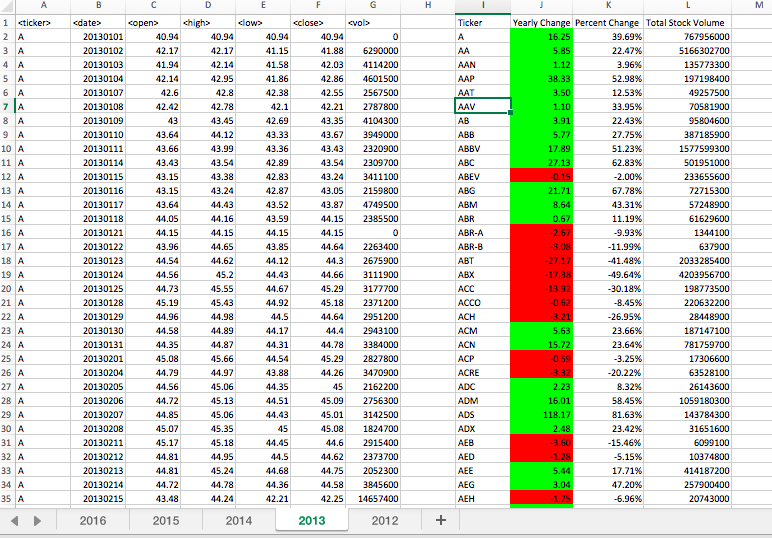 A B C D E F G H I J K L M
1 <ticker> <date> <open> <high> <low> <close> <vol> Ticker Yearly Change Percent Change Total Stock Volume
2 A 20130101 40.94 40.94 40.94 40.94 0 A 16.25 39.69% 767956000
3 A 20130102 42.17 42.17 41.15 41.88 6290000 AA 5.85 22.47% 5166302700
4 A 20130103 41.94 42.14 41.58 42.03 4114200 AAN 1.12 3.96% 135773300
5 A 20130104 42.14 42.95 41.86 42.86 4601500 AAP 38.33 52.98% 197198400
6 A 20130107 42.6 42.8 42.38 42.55 2567500 AAT 3.50 12.53% 49257500
7 A 20130108 42.42 42.78 42.1 42.21 2787800 AAV 1.10 33.95% 70581900
8 A 20130109 43 43.45 42.69 43.35 4104300 AB 3.91 22.43% 95804600
9 A 20130110 43.64 44.12 43.33 43.67 3949000 ABB 5.77 27.75% 387185900
10 A 20130111 43.66 43.99 43.36 43.43 2320900 ABBV 17.89 51.23% 1577599300
11 A 20130114 43.43 43.54 42.89 43.54 2309700 ABC 27.13 62.83% 501951000
12 A 20130115 43.15 43.38 42.83 43.24 3411100 ABEV -0.15 -2.00% 233655600
13 A 20130116 43.15 43.24 42.87 43.05 2159800 ABG 21.71 67.78% 72715300
14 A 20130117 43.64 44.43 43.52 43.87 4749500 ABM 8.64 43.31% 57248900
15 A 20130118 44.05 44.16 43.59 44.15 2385500 ABR 0.67 11.19% 61629600
16 A 20130121 44.15 44.15 44.15 44.15 0 ABR-A -2.67 -9.93% 1344100
17 A 20130122 43.96 44.65 43.85 44.64 2263400 ABR-B -3.08 -11.99% 637900
18 A 20130123 44.54 44.62 44.12 44.3 2675900 ABT -27.17 -41.48% 2033285400
19 A 20130124 44.56 45.2 44.43 44.66 3111900 ABX -17.38 -49.64% 4203956700
20 A 20130125 44.73 45.55 44.67 45.29 3177700 ACC -13.92 -30.18% 198773500
21 A 20130128 45.19 45.43 44.92 45.18 2371200 ACCO -0.62 -8.45% 220632200
22 A 20130129 44.96 44.98 44.5 44.64 2951200 ACH -3.21 -26.95% 28448900
23 A 20130130 44.58 44.89 44.17 44.4 2943100 ACM 5.63 23.66% 187147100
24 A 20130131 44.35 44.87 44.31 44.78 3384000 ACN 15.72 23.64% 781759700
25 A 20130201 45.08 45.66 44.54 45.29 2827800 ACP -0.59 -3.25% 17306600
26 A 20130204 44.79 44.97 43.88 44.26 3470900 ACRE -3.32 -20.22% 63528100
27 A 20130205 44.56 45.06 44.35 45 2162200 ADC 2.23 8.32% 26143600
28 A 20130206 44.72 45.13 44.51 45.09 2756300 ADM 16.01 58.45% 1059180300
29 A 20130207 44.85 45.06 44.43 45.01 3142500 ADS 118.17 81.63% 143784300
30 A 20130208 45.07 45.35 45 45.08 1824700 ADX 2.48 23.42% 31651600
31 A 20130211 45.17 45.18 44.45 44.6 2915400 AEB -3.60 -15.46% 6099100
32 A 20130212 44.81 44.95 44.5 44.62 2373700 AED -1.28 -5.15% 10374800
33 A 20130213 44.81 45.24 44.68 44.75 2052300 AEE 5.44 17.71% 414187200
34 A 20130214 44.72 44.78 44.36 44.58 3845600 AEG 3.04 47.20% 257900400
35 A 20130215 43.48 44.24 42.21 42.25 14657400 AEH -1.75 -6.96% 20743000
2016 2015 2014 2013 2012 +